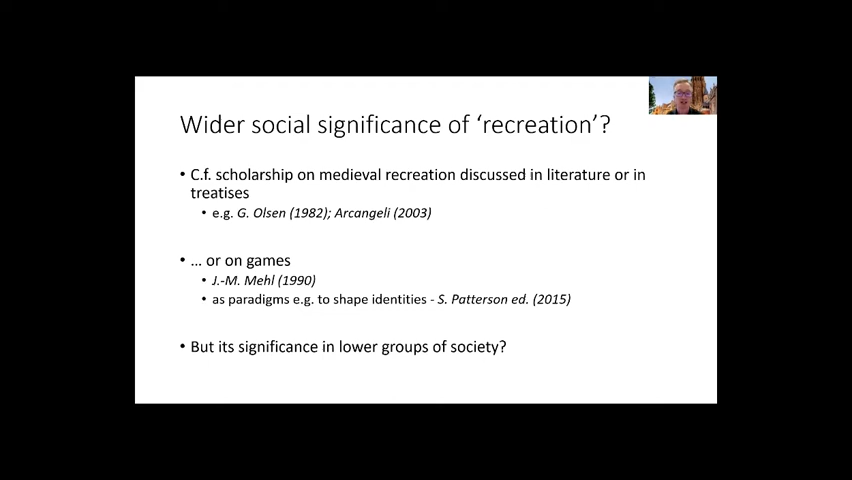 Wider social significance of ‘recreation’?
• C.f. scholarship on medieval recreation discussed in literature or in
treatises
• e.g. G. Olsen (1982); Arcangeli (2003)
• … or on games
• J.-M. Mehl (1990)
• as paradigms e.g. to shape identities - S. Patterson ed. (2015)
• But its significance in lower groups of society?